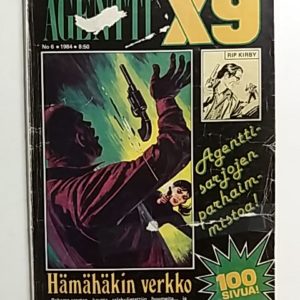 AGENTTI X9
No 6 • 1984 • 8:50
RIP KIRBY
Agentti-
sarjojen
parhaim-
mistoa!
Hämähäkin verkko
100
SIVUA!